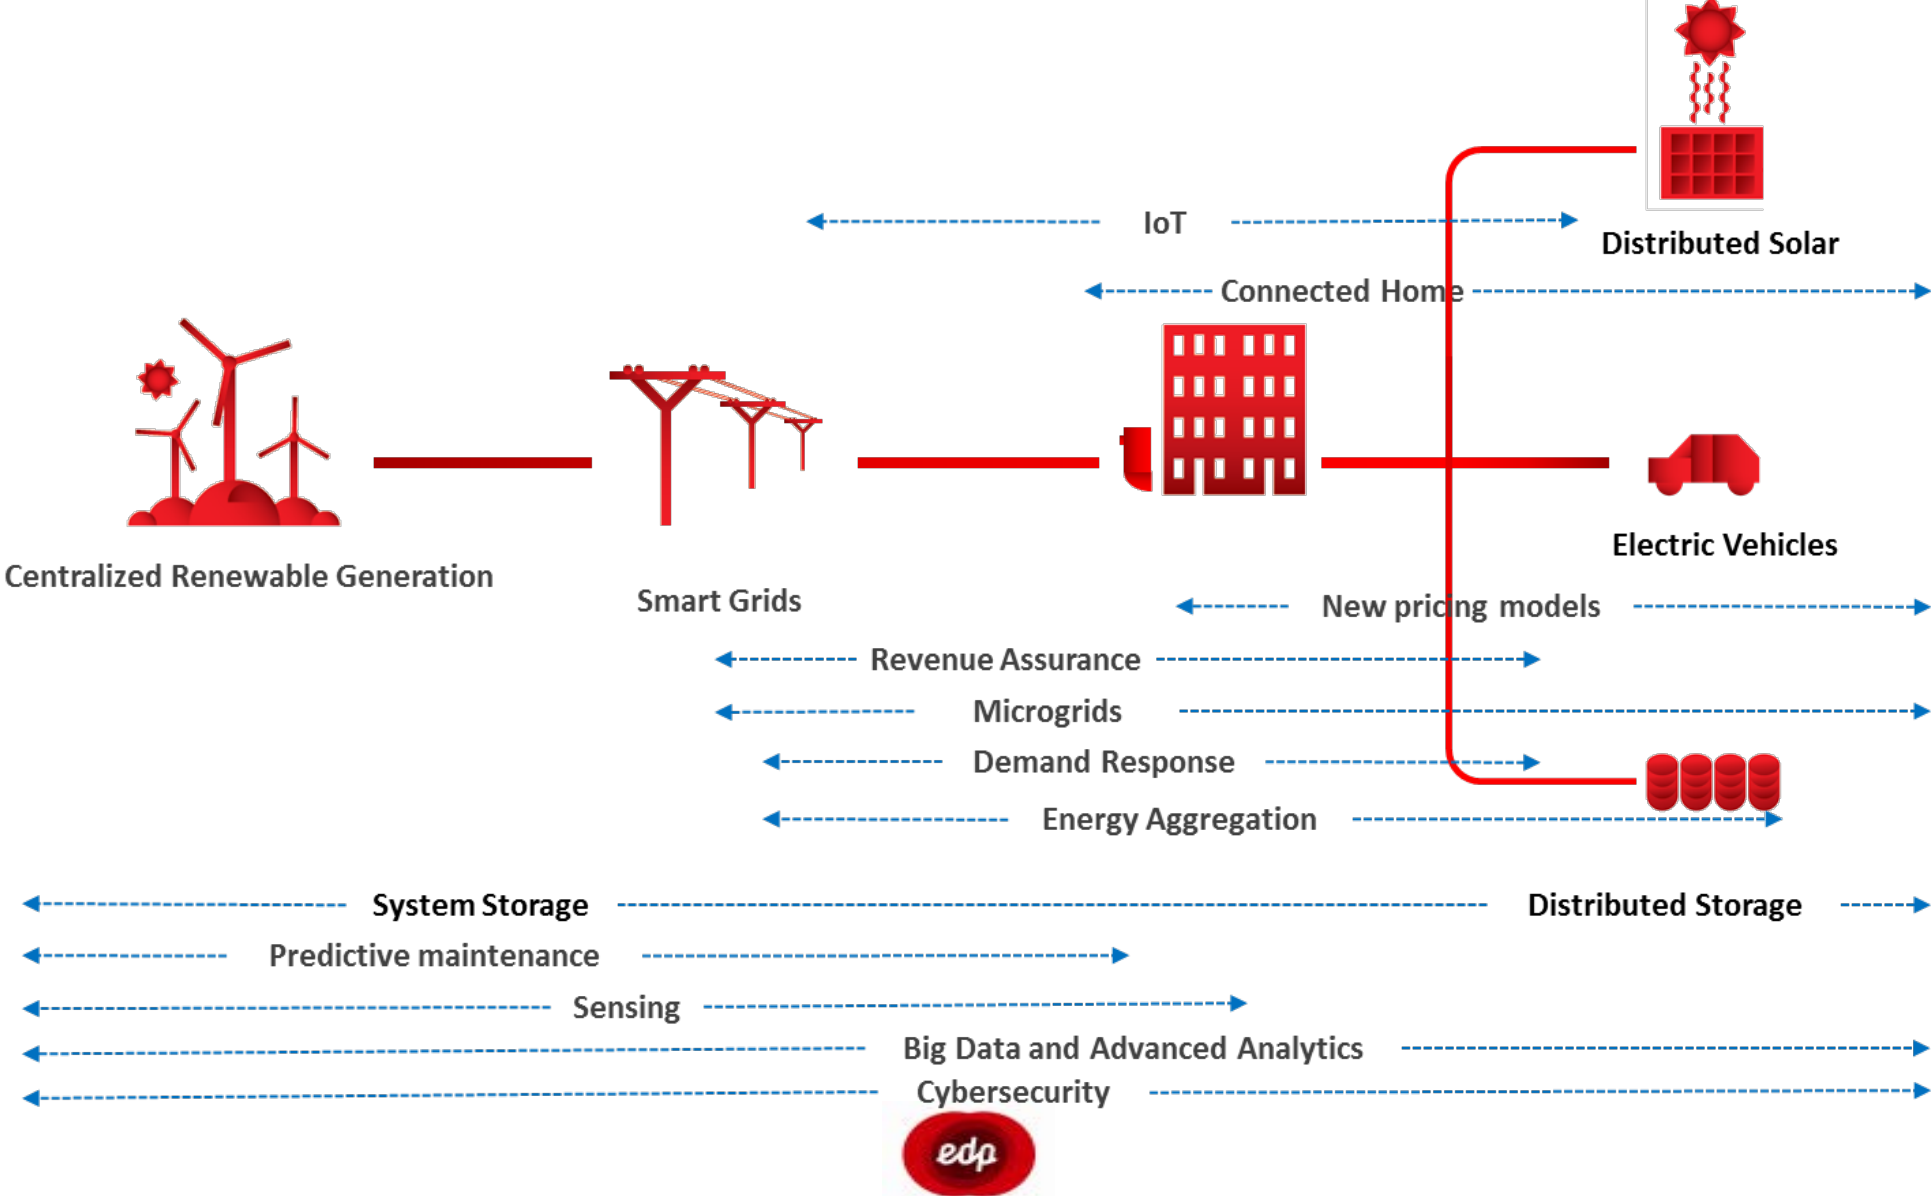 IoT
Distributed Solar
Connected Home
Centralized Renewable Generation
Smart Grids
Electric Vehicles
New pricing models
Revenue Assurance
Microgrids
Demand Response
Energy Aggregation
System Storage
Distributed Storage
Predictive maintenance
Sensing
Big Data and Advanced Analytics
Cybersecurity
edp